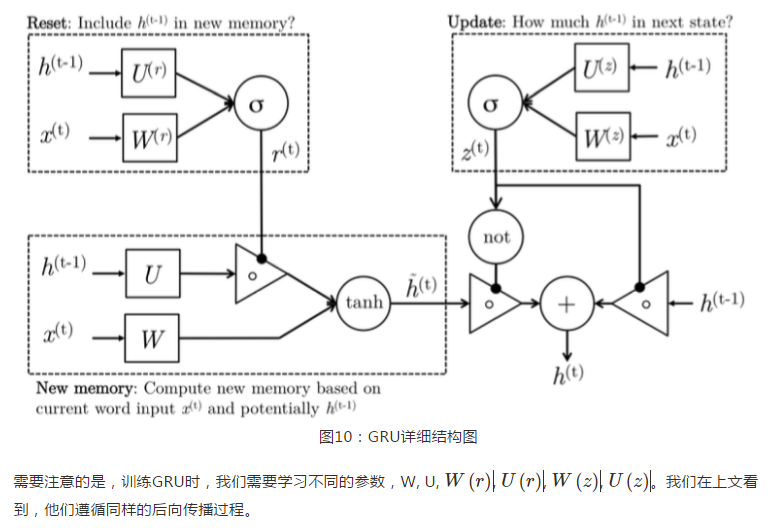 Reset: Include h(t-1) in new memory?
h(t-1)
U(r)
σ
x(t)
W(r)
r(t)
Update: How much h(t-1) in next state?
σ
U(z)
h(t-1)
W(z)
x(t)
z(t)
not
h(t-1)
U
∘
x(t)
W
tanh
h̃(t)
∘
+
∘
h(t-1)
h(t)
New memory: Compute new memory based on
current word input x(t) and potentially h(t-1)
图10：GRU详细结构图
需要注意的是，训练GRU时，我们需要学习不同的参数，W, U, W (r), U (r), W (z), U (z)。我们在上文看
到，他们遵循同样的后向传播过程。